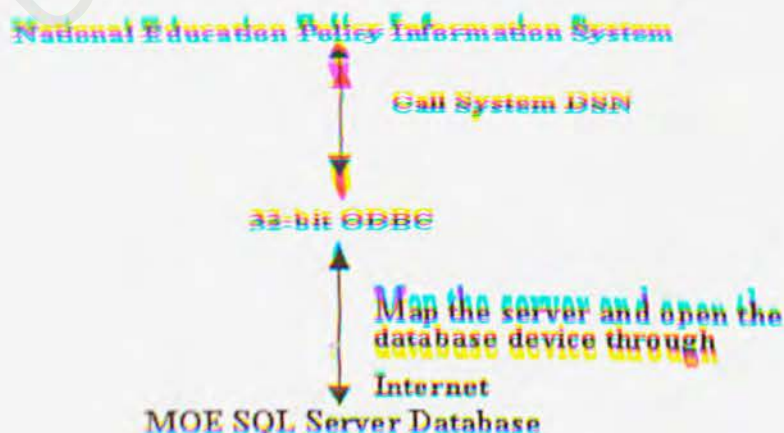 National Education Policy Information System
Call System DSN
32-bit ODBC
Map the server and open the
database device through
Internet
MOE SQL Server Database